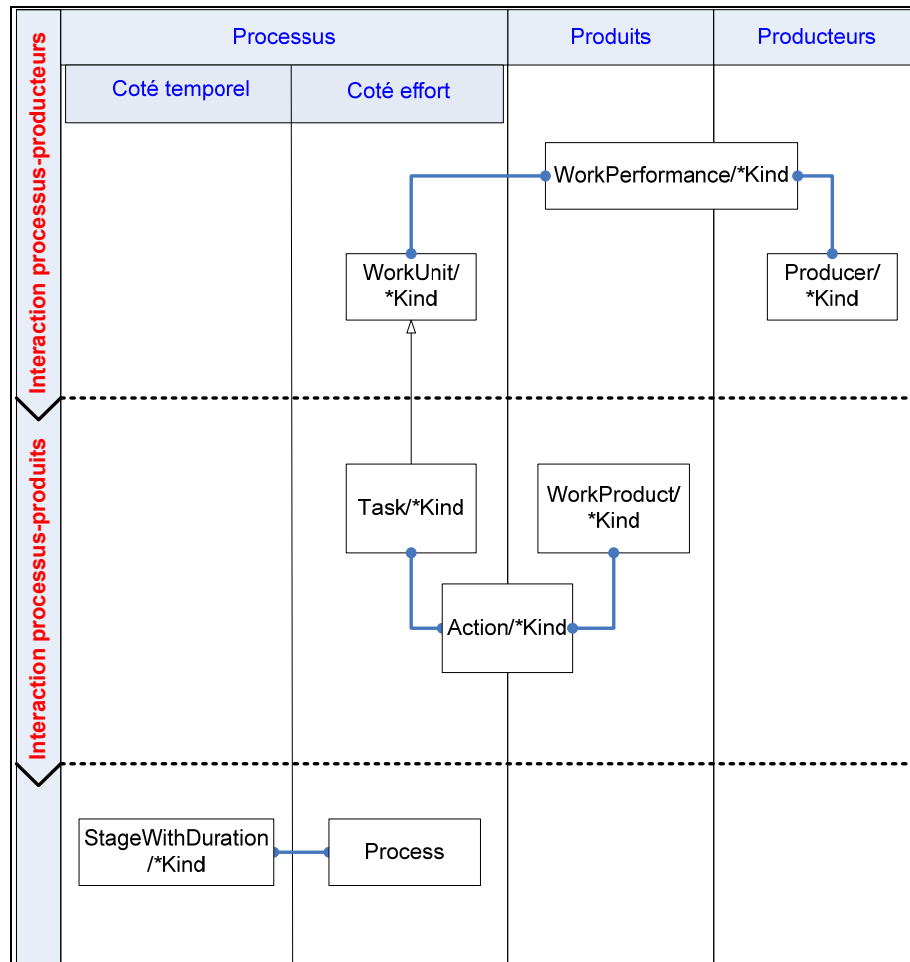 Processus
Produits
Producteurs
Coté temporel
Coté effort
Interaction processus-producteurs
WorkPerformance/*Kind
WorkUnit/
*Kind
Producer/
*Kind
Interaction processus-produits
Task/*Kind
WorkProduct/
*Kind
Action/*Kind
StageWithDuration
/*Kind
Process